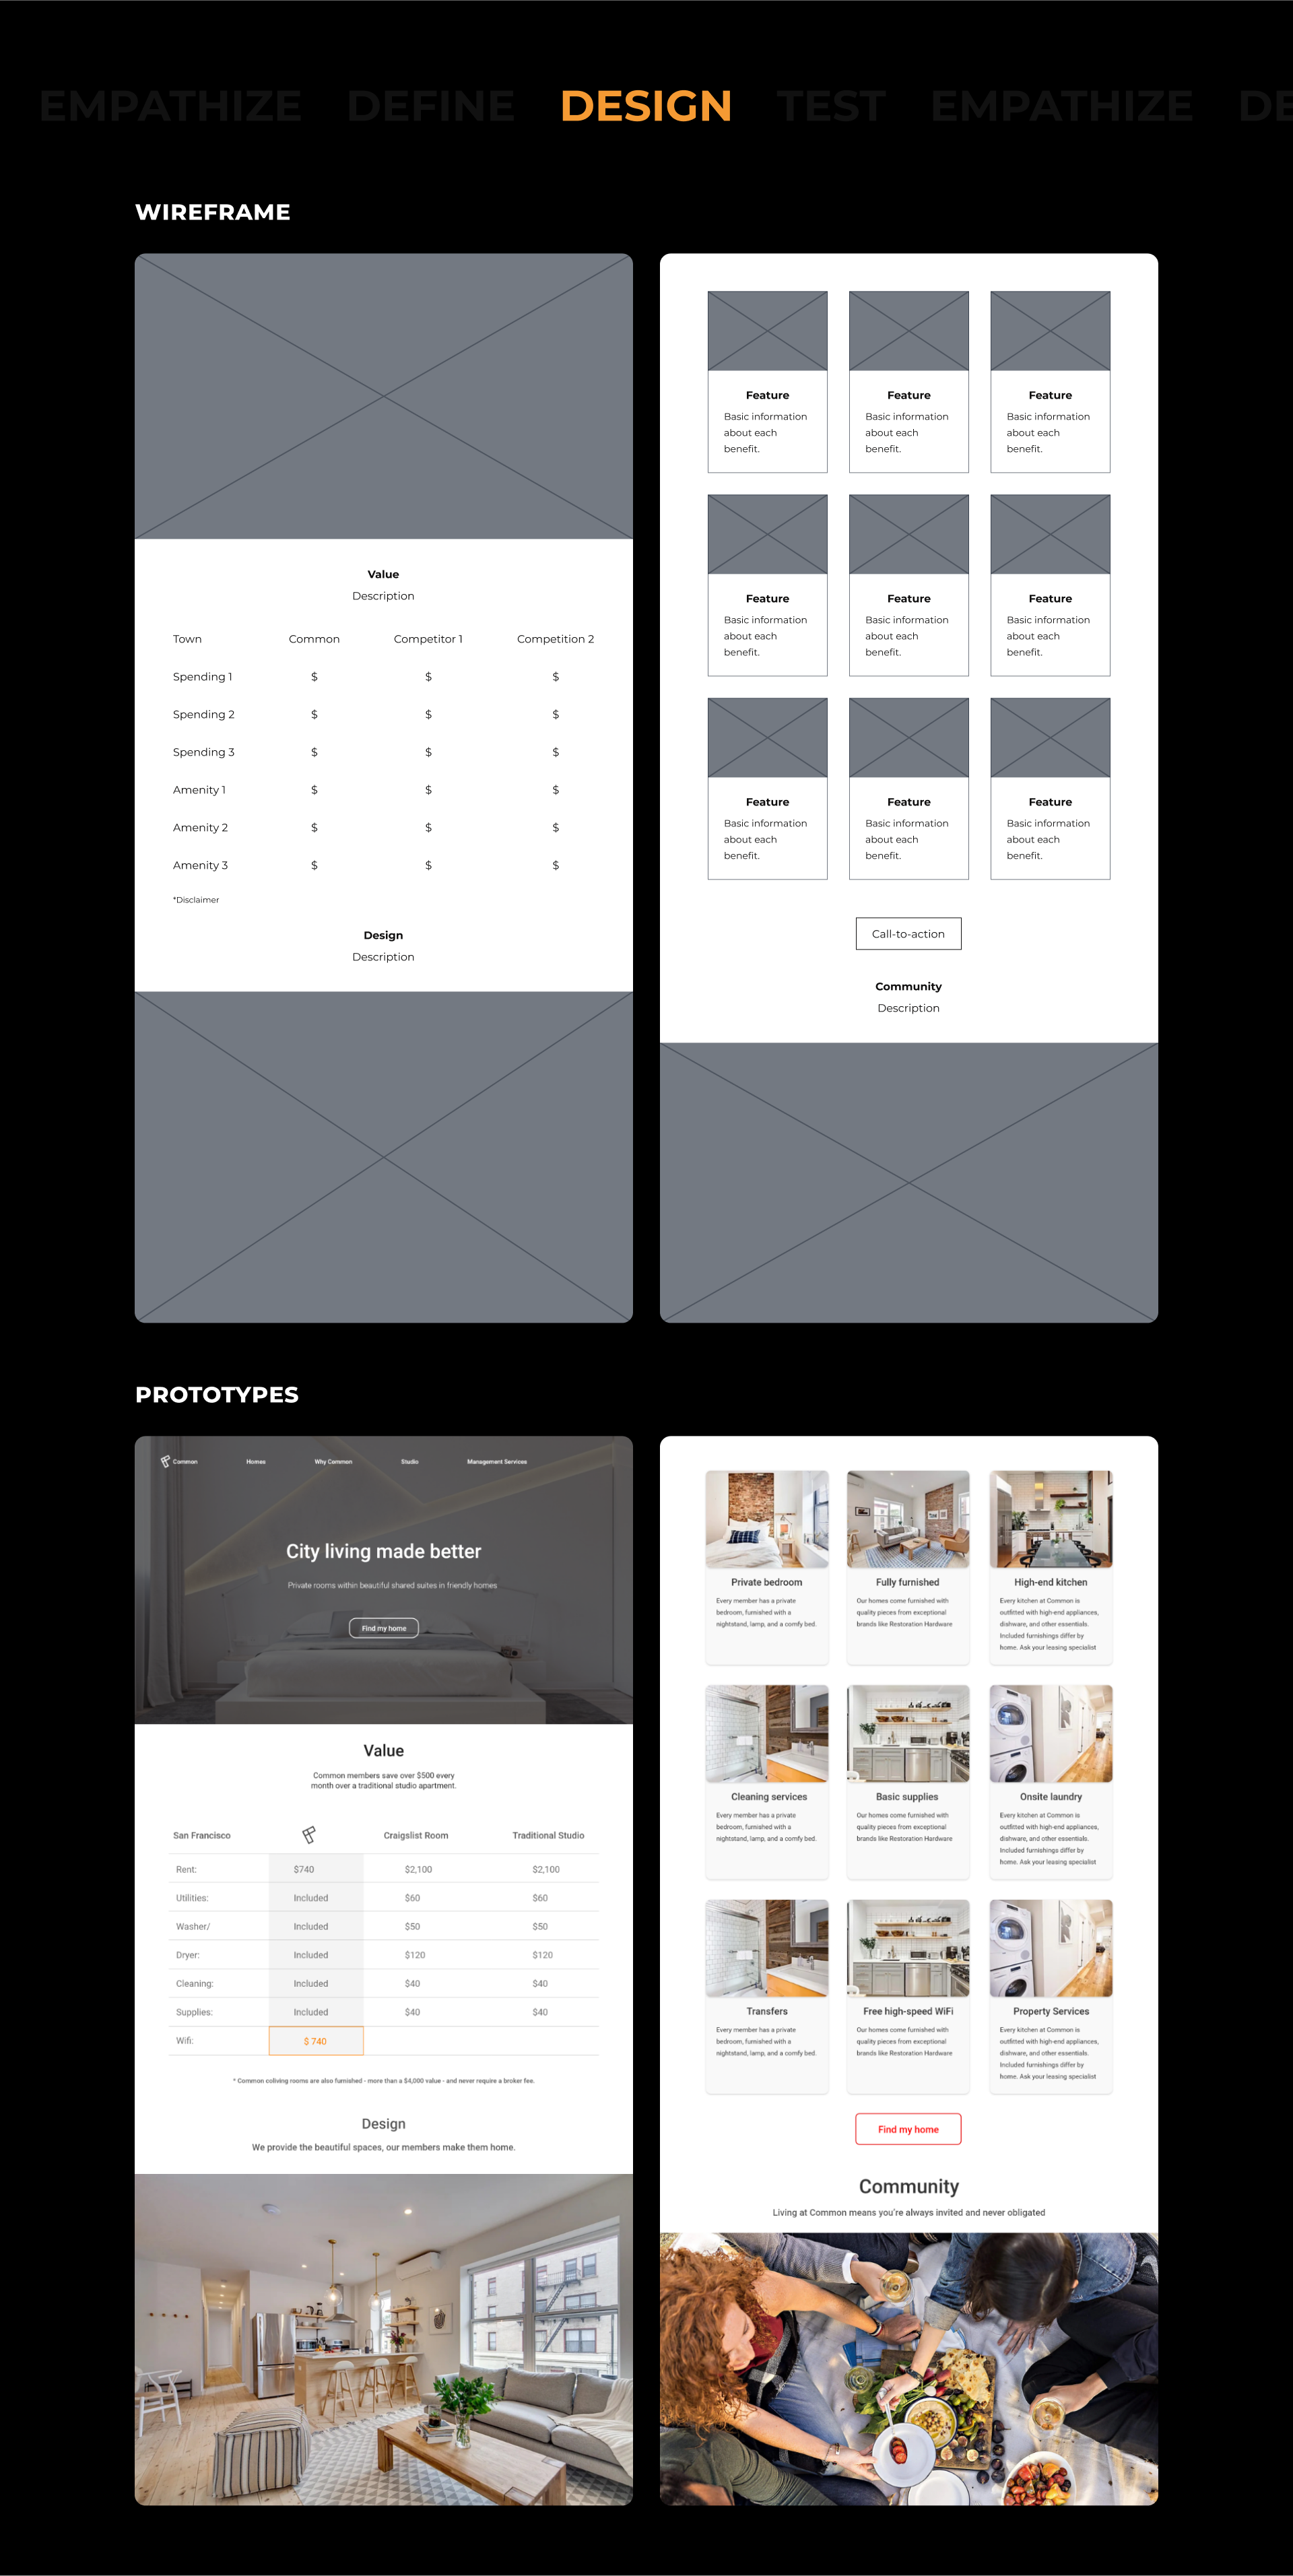 EMPATHIZE DEFINE DESIGN TEST EMPATHIZE DE
WIREFRAME
Value
Description
Town Common Competitor 1 Competition 2
Spending 1 $ $ $
Spending 2 $ $ $
Spending 3 $ $ $
Amenity 1 $ $ $
Amenity 2 $ $ $
Amenity 3 $ $ $
*Disclaimer
Design
Description
Feature Feature Feature
Basic information Basic information Basic information
about each about each about each
benefit. benefit. benefit.
Feature Feature Feature
Basic information Basic information Basic information
about each about each about each
benefit. benefit. benefit.
Feature Feature Feature
Basic information Basic information Basic information
about each about each about each
benefit. benefit. benefit.
Call-to-action
Community
Description
PROTOTYPES
Common Homes Why Common Studio Management Services
City living made better
Private rooms within beautiful shared suites in friendly homes
Find my home
Value
Common members save over $500 every
month over a traditional studio apartment.
San Francisco Craigslist Room Traditional Studio
Rent: $740 $2,100 $2,100
Utilities: Included $60 $60
Washer/ Included $50 $50
Dryer: Included $120 $120
Cleaning: Included $40 $40
Supplies: Included $40 $40
Wifi: $ 740
* Common coliving rooms are also furnished - more than a $4,000 value - and never require a broker fee.
Design
We provide the beautiful spaces, our members make them home.
Private bedroom Fully furnished High-end kitchen
Every member has a private Our homes come furnished with Every kitchen at Common is
bedroom, furnished with a quality pieces from exceptional outfitted with high-end appliances,
nightstand, lamp, and a comfy bed. brands like Restoration Hardware dishware, and other essentials.
Included furnishings differ by
home. Ask your leasing specialist
Cleaning services Basic supplies Onsite laundry
Every member has a private Our homes come furnished with Every kitchen at Common is
bedroom, furnished with a quality pieces from exceptional outfitted with high-end appliances,
nightstand, lamp, and a comfy bed. brands like Restoration Hardware dishware, and other essentials.
Included furnishings differ by
home. Ask your leasing specialist
Transfers Free high-speed WiFi Property Services
Every member has a private Our homes come furnished with Every kitchen at Common is
bedroom, furnished with a quality pieces from exceptional outfitted with high-end appliances,
nightstand, lamp, and a comfy bed. brands like Restoration Hardware dishware, and other essentials.
Included furnishings differ by
home. Ask your leasing specialist
Find my home
Community
Living at Common means you're always invited and never obligated